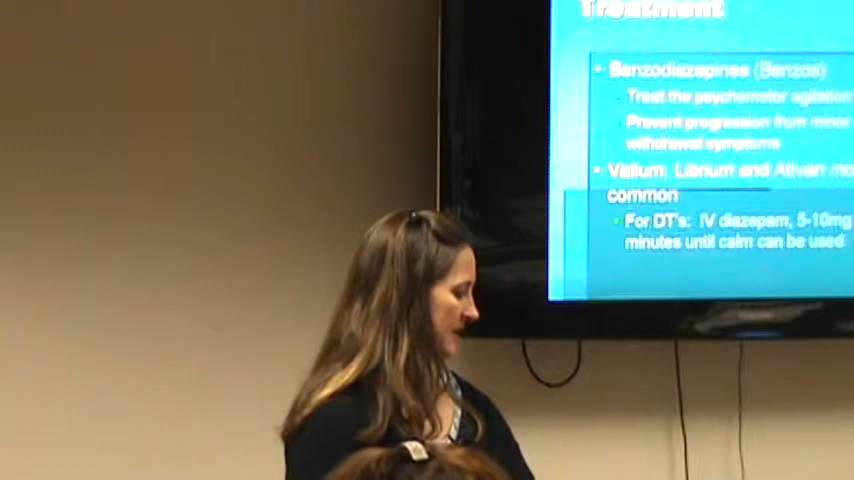 Treatment
• Benzodiazepines (Benzos)
Treat the psychomotor agitation
Prevent progression from minor
withdrawal symptoms
• Valium, Librium and Ativan mo
common
For DT's: IV diazepam, 5-10mg
minutes until calm can be used